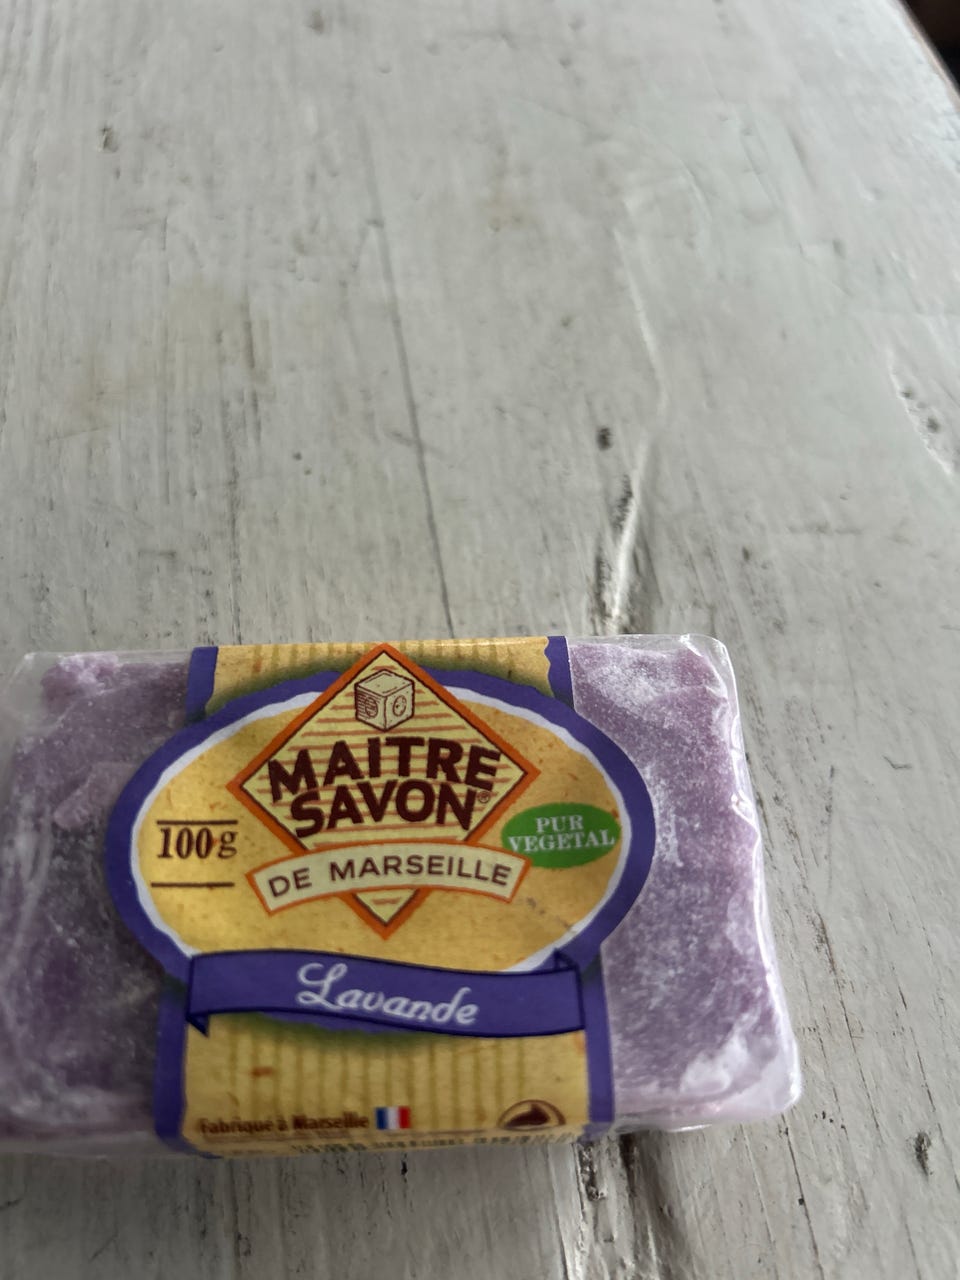 MAITRE
SAVON®
DE MARSEILLE
100g
PUR
VEGETAL
Lavande
Fabriqué à Marseille